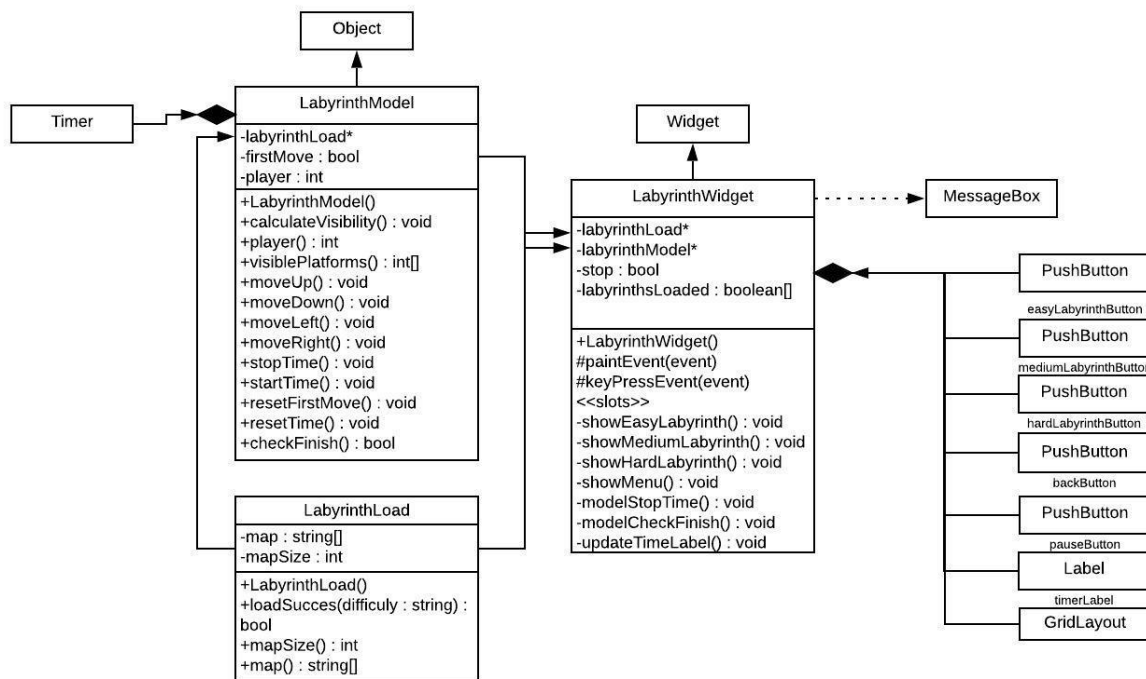 Object
Timer
LabyrinthModel
-labyrinthLoad*
-firstMove : bool
-player : int
+LabyrinthModel()
+calculateVisibility() : void
+player() : int
+visiblePlatforms() : int[]
+moveUp() : void
+moveDown() : void
+moveLeft() : void
+moveRight() : void
+stopTime() : void
+startTime() : void
+resetFirstMove() : void
+resetTime() : void
+checkFinish() : bool
LabyrinthLoad
-map : string[]
-mapSize : int
+LabyrinthLoad()
+loadSucces(difficuly : string) :
bool
+mapSize() : int
+map() : string[]
Widget
LabyrinthWidget
-labyrinthLoad*
-labyrinthModel*
-stop : bool
-labyrinthsLoaded : boolean[]
+LabyrinthWidget()
#paintEvent(event)
#keyPressEvent(event)
<<slots>>
-showEasyLabyrinth() : void
-showMediumLabyrinth() : void
-showHardLabyrinth() : void
-showMenu() : void
-modelStopTime() : void
-modelCheckFinish() : void
-updateTimeLabel() : void
MessageBox
PushButton
easyLabyrinthButton
PushButton
mediumLabyrinthButton
PushButton
hardLabyrinthButton
PushButton
backButton
PushButton
pauseButton
Label
timerLabel
GridLayout